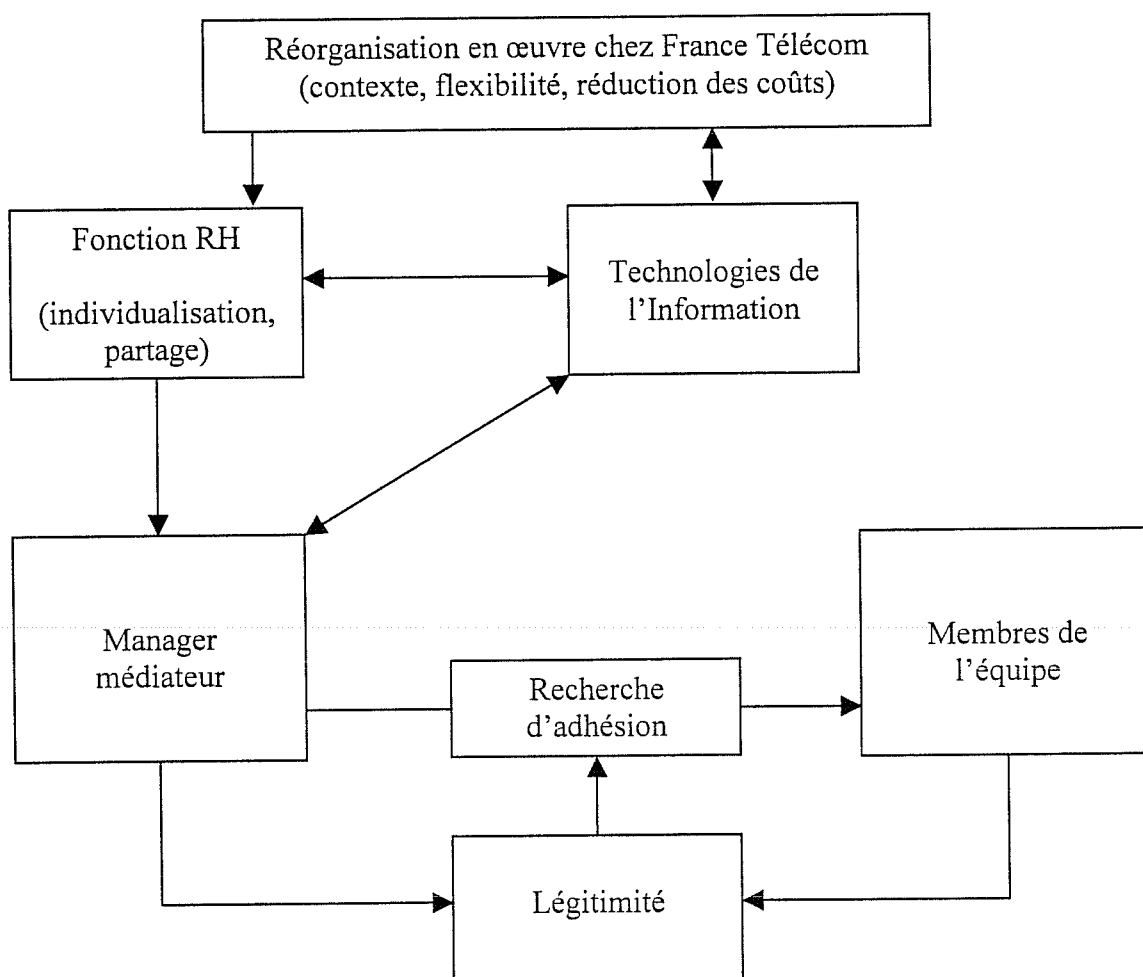 Réorganisation en œuvre chez France Télécom
(contexte, flexibilité, réduction des coûts)
Fonction RH
(individualisation,
partage)
Technologies de
l’Information
Manager
médiateur
Recherche
d’adhésion
Membres de
l’équipe
Légitimité